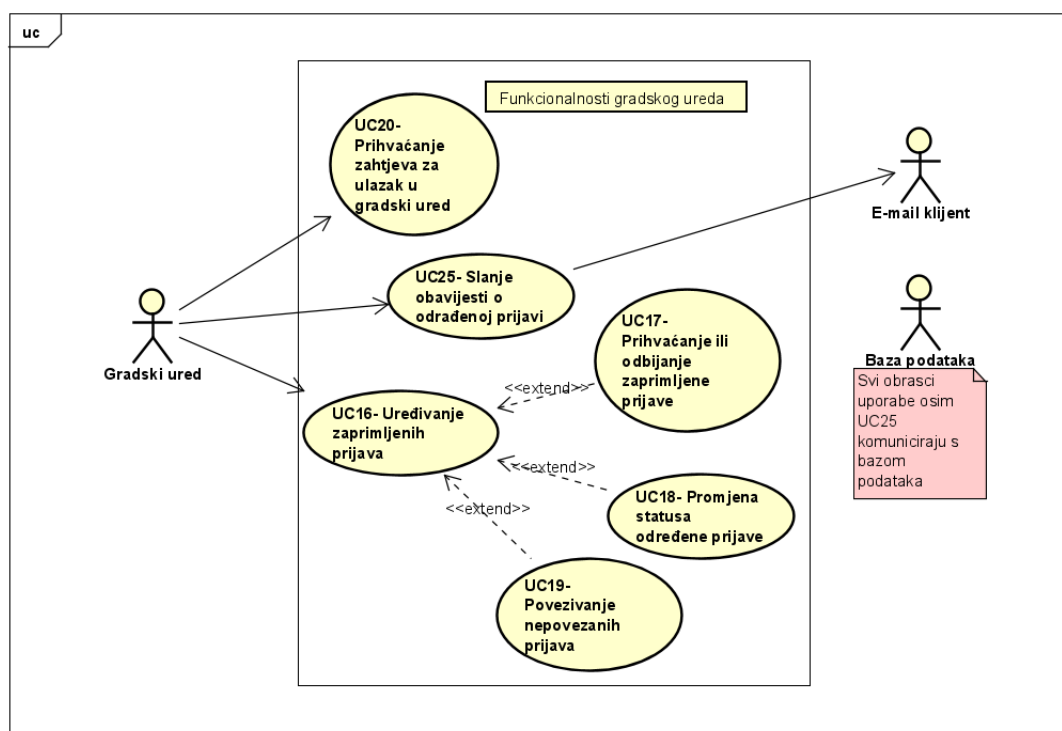 uc
Funkcionalnosti gradskog ureda
UC20-
Prihvaćanje
zahtjeva za
ulazak u
gradski ured
E-mail klijent
UC25- Slanje
obavijesti o
odrađenoj prijavi
UC17-
Prihvaćanje ili
odbijanje
zaprimljene
prijave
Gradski ured
Baza podataka
Svi obrasci
uporabe osim
UC25
komuniciraju s
bazom
podataka
<<extend>>
UC16- Uređivanje
zaprimljenih
prijava
<<extend>>
UC18- Promjena
statusa
određene prijave
<<extend>>
UC19-
Povezivanje
nepovezanih
prijava